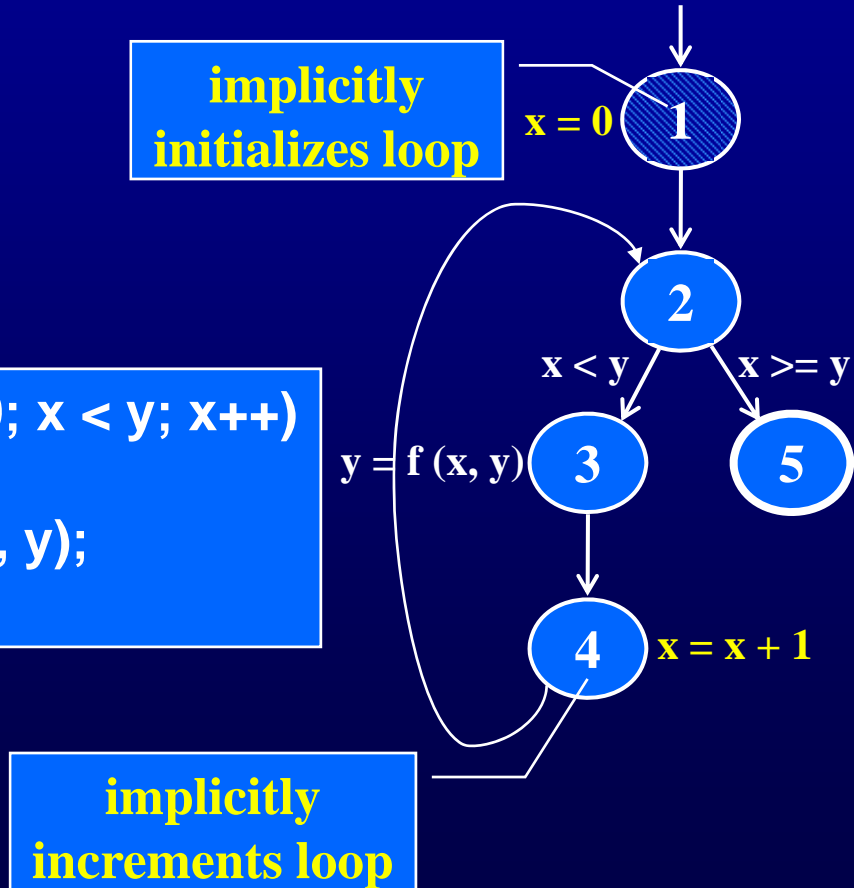 implicitly
initializes loop
x = 0
1
2
x < y
x >= y
; x < y; x++)
y = f (x, y)
3
5
, y);
4
x = x + 1
implicitly
increments loop